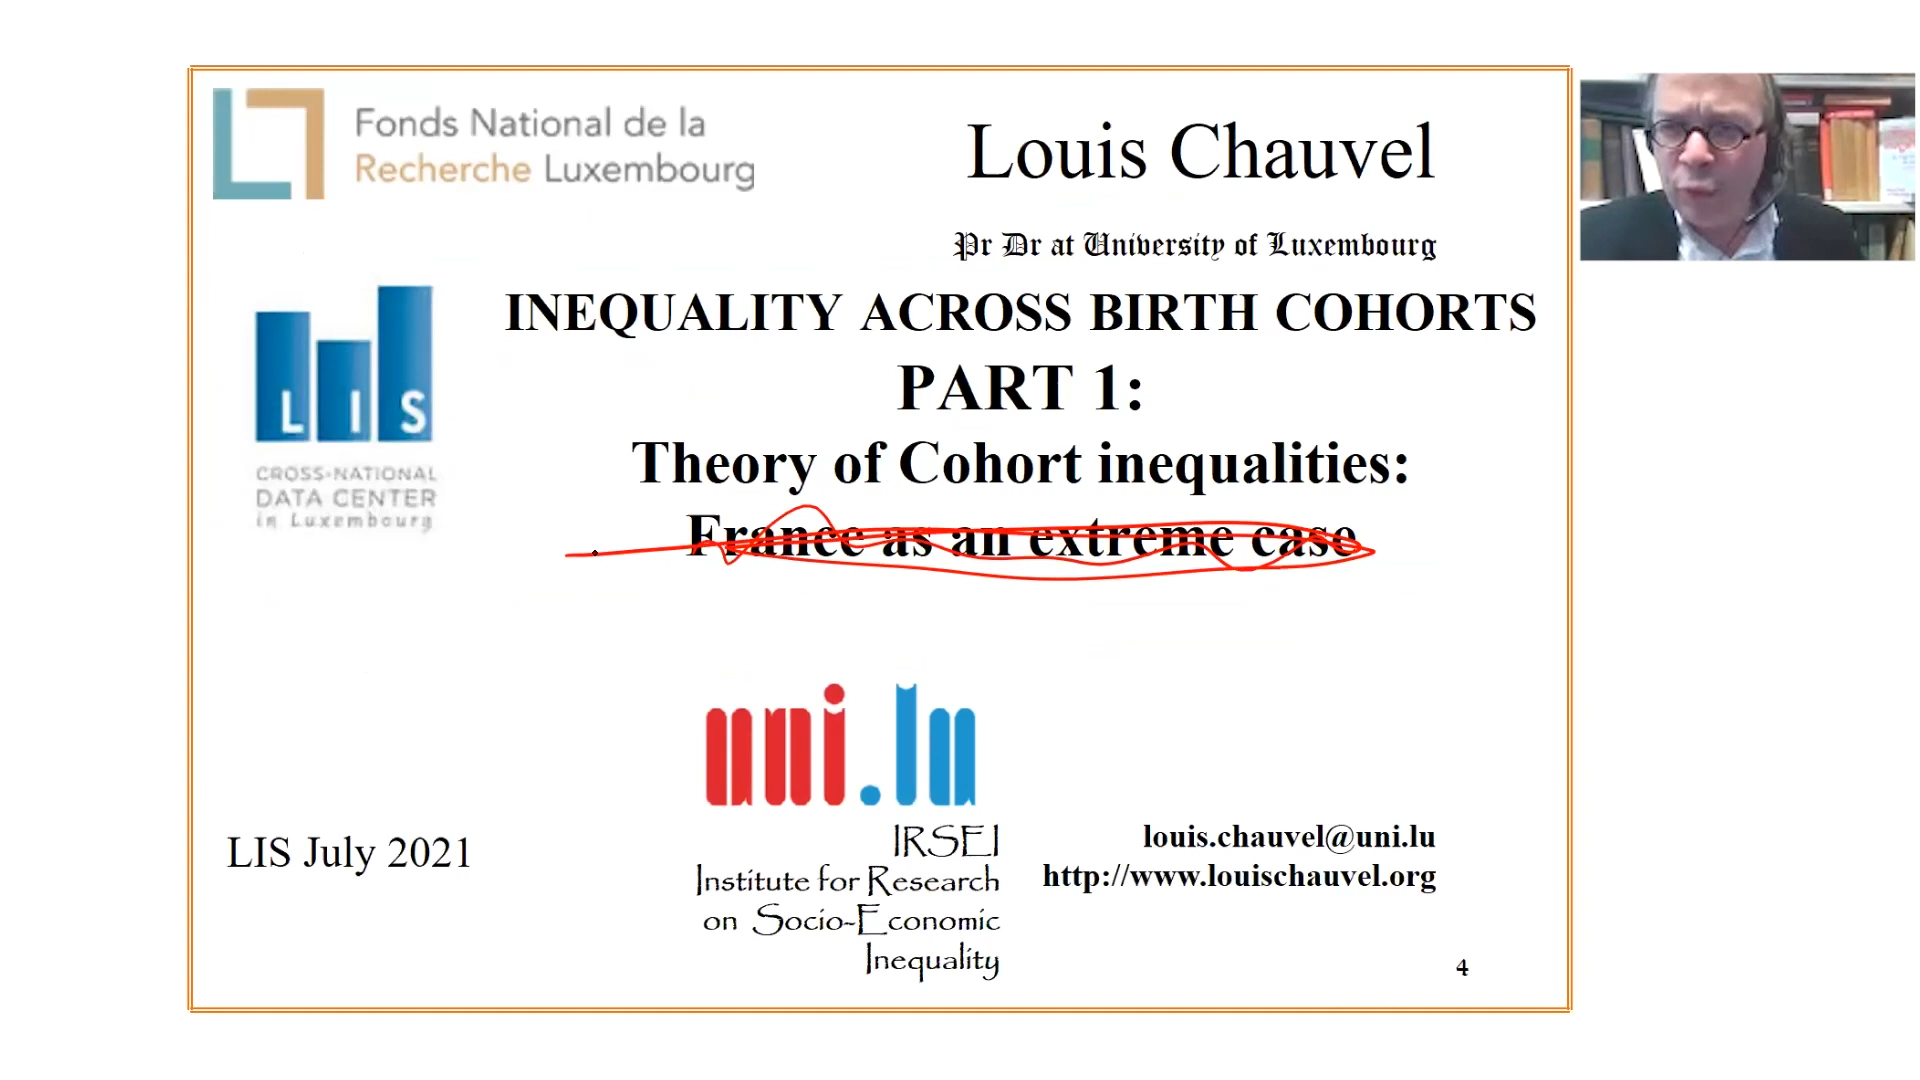 Fonds National de la
Recherche Luxembourg
Louis Chauvel
Pr Dr at University of Luxembourg
INEQUALITY ACROSS BIRTH COHORTS
PART 1:
Theory of Cohort inequalities:
France as an extreme case
LIS
CROSS-NATIONAL
DATA CENTER
in Luxembourg
uni.lu
IRSEI
Institute for Research
on Socio-Economic
Inequality
LIS July 2021
louis.chauvel@uni.lu
http://www.louischauvel.org
4